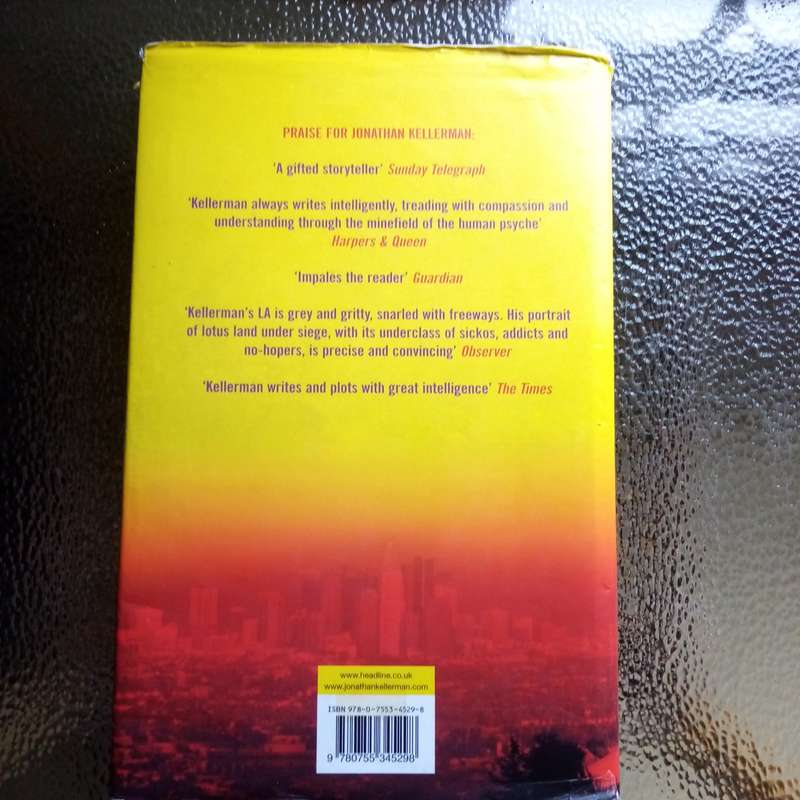 PRAISE FOR JONATHAN KELLERMAN:
'A gifted storyteller' Sunday Telegraph
'Kellerman always writes intelligently, treading with compassion and
understanding through the minefield of the human psyche'
Harpers & Queen
'Impales the reader' Guardian
'Kellerman's LA is grey and gritty, snarled with freeways. His portrait
of lotus land under siege, with its underclass of sickos, addicts and
no-hopers, is precise and convincing' Observer
'Kellerman writes and plots with great intelligence' The Times
www.headline.co.uk
www.jonathankellerman.com
ISBN 978-0-7553-4529-8
9 780755 345298